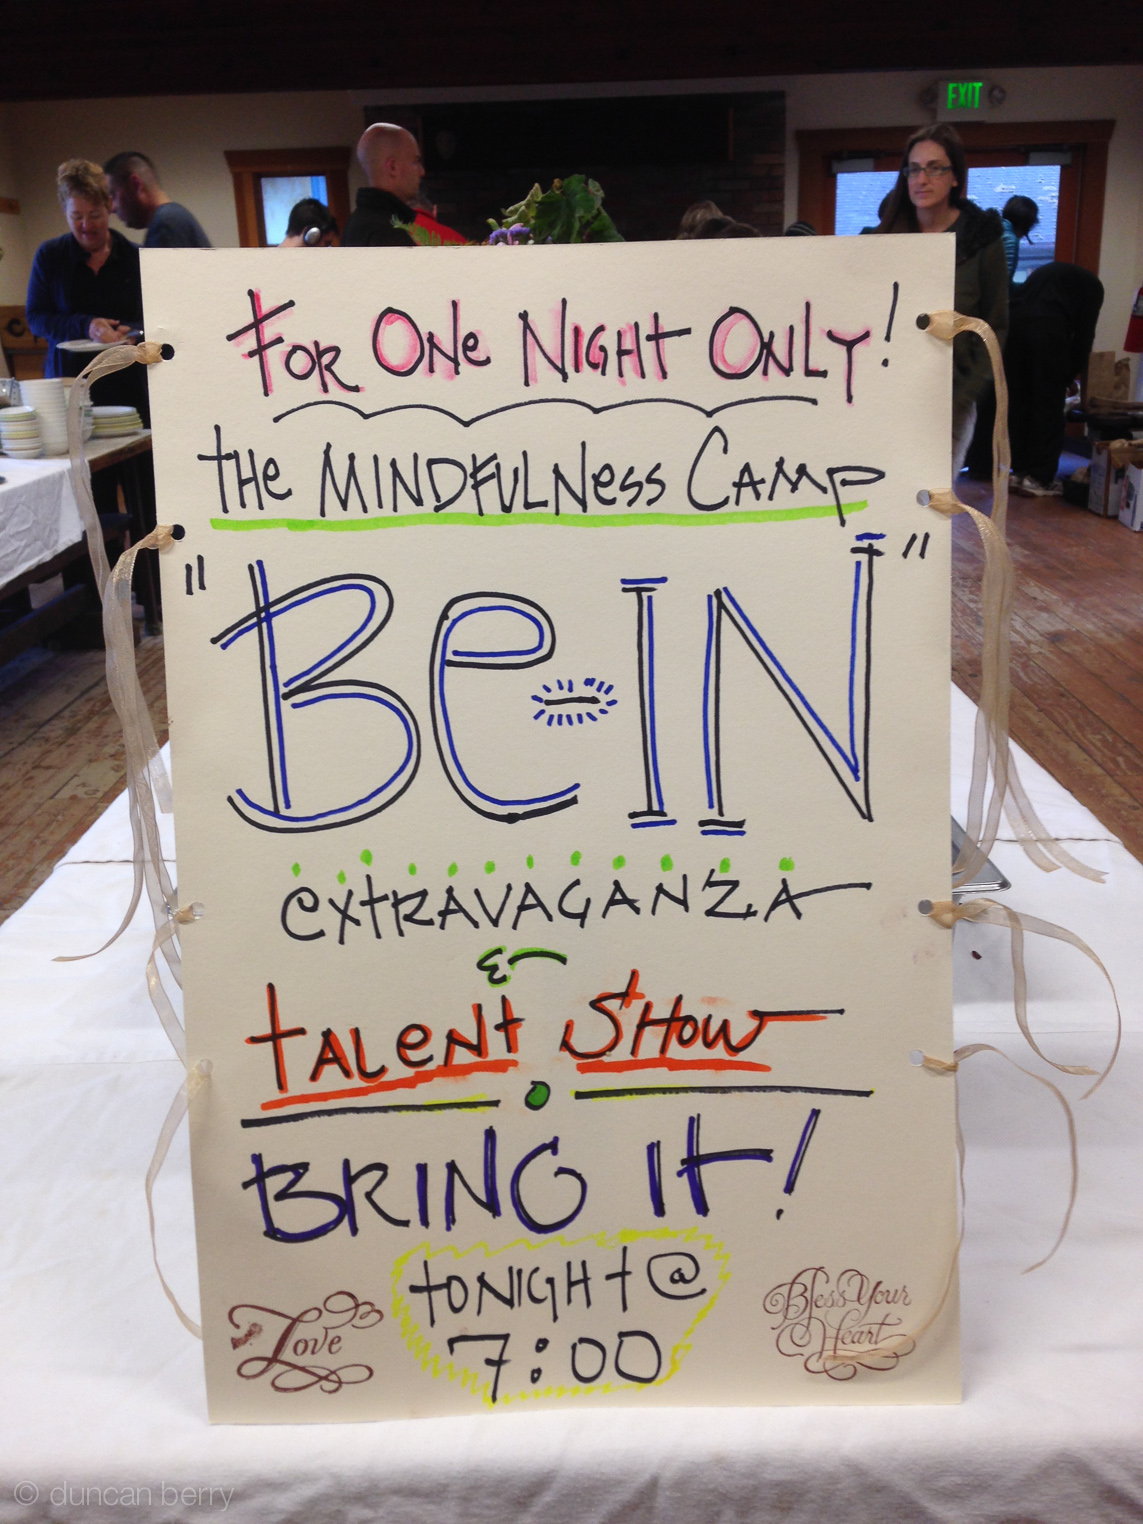 EXIT
FOR ONE NIGHT ONLY!
tHe MINDFULNess CAMP
"Be-IN"
extRAVAGANZA
&
tALeNt SHOW
BRING It!
tONIGHt @
7:00
Love
Bless Your
Heart
© duncan berry